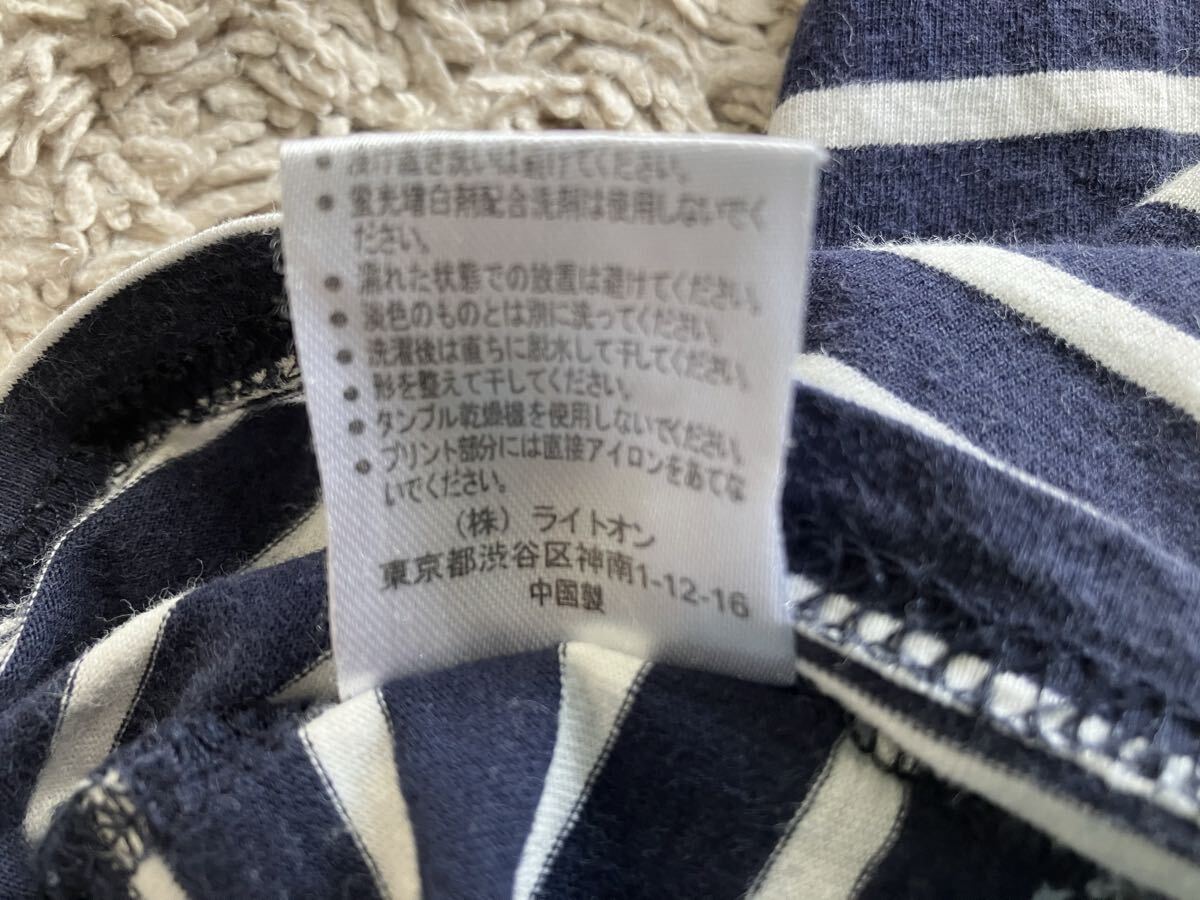 ●漬け置き洗いは避けてください。
●蛍光増白剤配合洗剤は使用しないでく
ださい。
●濡れた状態での放置は避けてください。
●淡色のものとは別に洗ってください。
●洗濯後は直ちに脱水して干してください。
●形を整えて干してください。
●タンブル乾燥機を使用しないでください。
●プリント部分には直接アイロンをあてな
いでください。
(株) ライトオン
東京都渋谷区神南1-12-16
中国製